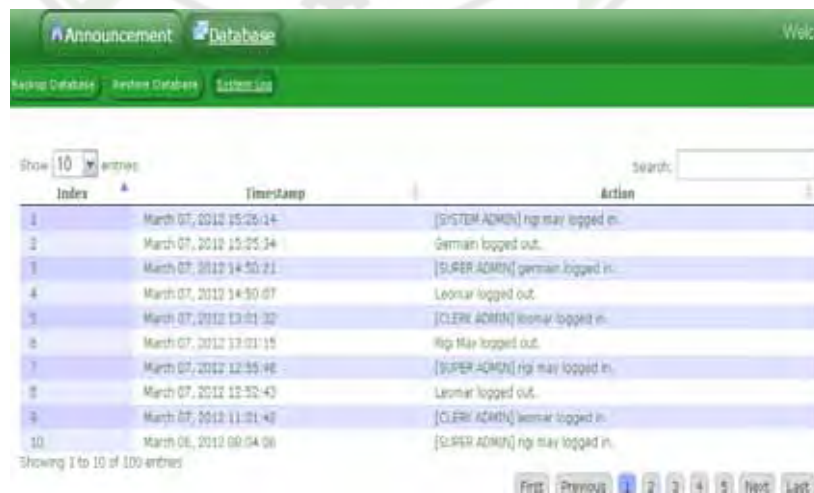 Announcement Database Welc
Backup Database Restore Database System Log
Show 10 entries Search:
Index Timestamp Action
1 March 07, 2012 15:26:14 [SYSTEM ADMIN] rigi may logged in.
2 March 07, 2012 15:25:34 Germain logged out.
3 March 07, 2012 14:50:21 [SUPER ADMIN] germain logged in.
4 March 07, 2012 14:50:07 Leomar logged out.
5 March 07, 2012 13:01:32 [CLERK ADMIN] leomar logged in.
6 March 07, 2012 13:01:15 Rigi May logged out.
7 March 07, 2012 12:55:46 [SUPER ADMIN] rigi may logged in.
8 March 07, 2012 12:52:43 Leomar logged out.
9 March 07, 2012 11:01:42 [CLERK ADMIN] leomar logged in.
10 March 06, 2012 [SUPER ADMIN] rigi may logged in.
Showing 1 to 10 of 100 entries
First Previous 1 2 3 4 5 Next Last